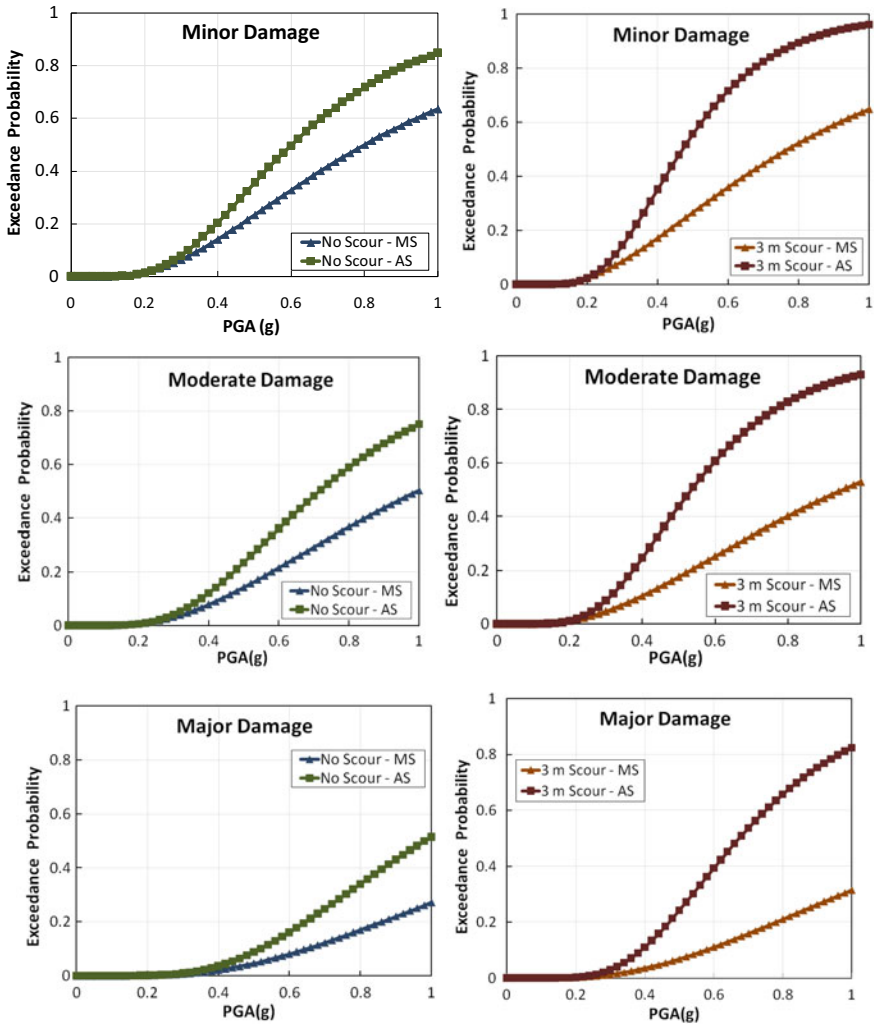 Minor Damage
Exceedance Probability
1
0.8
0.6
0.4
0.2
0
No Scour - MS
No Scour - AS
0 0.2 0.4 0.6 0.8 1
PGA (g)
Minor Damage
Exceedance Probability
1
0.8
0.6
0.4
0.2
0
3 m Scour - MS
3 m Scour - AS
0 0.2 0.4 0.6 0.8 1
PGA(g)
Moderate Damage
Exceedance Probability
1
0.8
0.6
0.4
0.2
0
No Scour - MS
No Scour - AS
0 0.2 0.4 0.6 0.8 1
PGA(g)
Moderate Damage
Exceedance Probability
1
0.8
0.6
0.4
0.2
0
3 m Scour - MS
3 m Scour - AS
0 0.2 0.4 0.6 0.8 1
PGA(g)
Major Damage
Exceedance Probability
1
0.8
0.6
0.4
0.2
0
No Scour - MS
No Scour - AS
0 0.2 0.4 0.6 0.8 1
PGA(g)
Major Damage
Exceedance Probability
1
0.8
0.6
0.4
0.2
0
3 m Scour - MS
3 m Scour - AS
0 0.2 0.4 0.6 0.8 1
PGA(g)